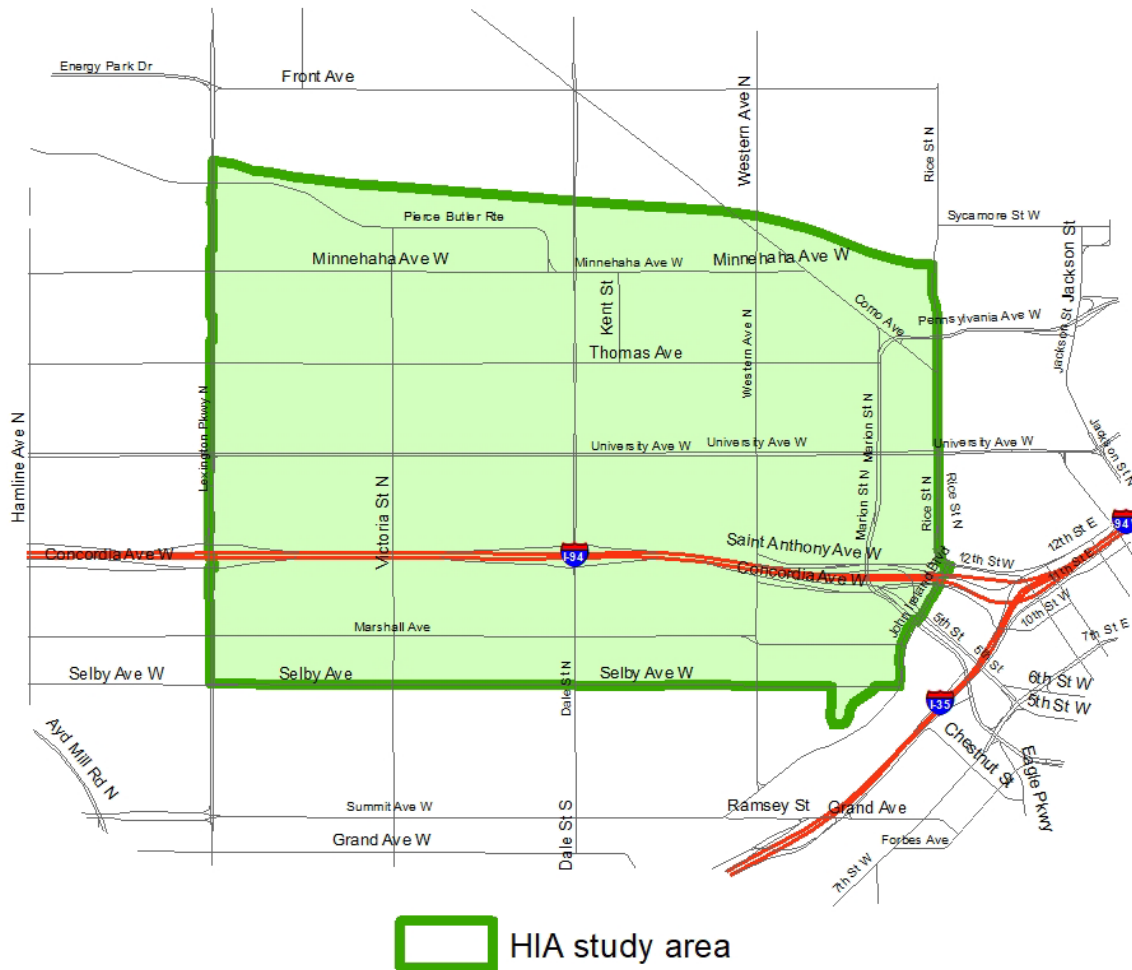 Energy Park Dr
Front Ave
Western Ave N
Rice St N
Sycamore St W
Pierce Butler Rte
Minnehaha Ave W
Minnehaha Ave W
Minnehaha Ave W
Jackson St
Kent St
Como Ave
Pennsylvania Ave W
Jackson St
Thomas Ave
Western Ave N
Lexington Pkwy N
Marion St N
Hamline Ave N
University Ave W
University Ave W
University Ave W
Jackson St N
Victoria St N
Marion St N
Rice St N
Rice St N
I-94
94
Concordia Ave W
I-94
Saint Anthony Ave W
Concordia Ave W
12th St W
12th St E
11th St E
10th St W
7th St E
John Ireland Blvd
5th St
5th St
Marshall Ave
Selby Ave W
Selby Ave
Selby Ave W
Dale St N
6th St W
5th St W
I-35
Chestnut St
Eagle Pkwy
Ayd Mill Rd N
Summit Ave W
Ramsey St
Grand Ave
Grand Ave W
Dale St S
Forbes Ave
7th St W
HIA study area